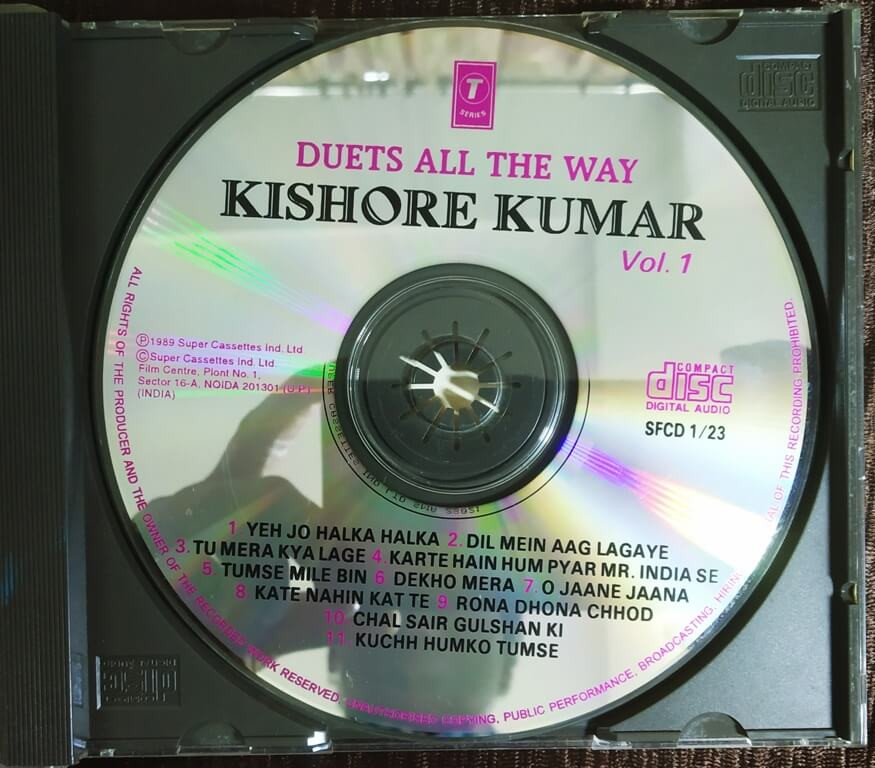 T
SERIES
DUETS ALL THE WAY
KISHORE KUMAR
Vol. 1
Ⓟ1989 Super Cassettes Ind. Ltd
©Super Cassettes Ind. Ltd.
Film Centre, Plont No. 1,
Sector 16-A, NOIDA 201301 (U.P.)
(INDIA)
COMPACT
disc
DIGITAL AUDIO
SFCD 1/23
1 YEH JO HALKA HALKA 2. DIL MEIN AAG LAGAYE
3. TU MERA KYA LAGE 4. KARTE HAIN HUM PYAR MR. INDIA SE
5 TUMSE MILE BIN 6 DEKHO MERA 7. O JAANE JAANA
8 KATE NAHIN KAT TE 9 RONA DHONA CHHOD
10 CHAL SAIR GULSHAN KI
11 KUCHH HUMKO TUMSE
ALL RIGHTS OF THE PRODUCER AND THE OWNER OF THE RECORDED WORK RESERVED. UNAUTHORISED COPYING, PUBLIC PERFORMANCE, BROADCASTING, HIRING OF THIS RECORDING PROHIBITED.
COMPACT
disc
DIGITAL AUDIO
COMPACT
disc
DIGITAL AUDIO